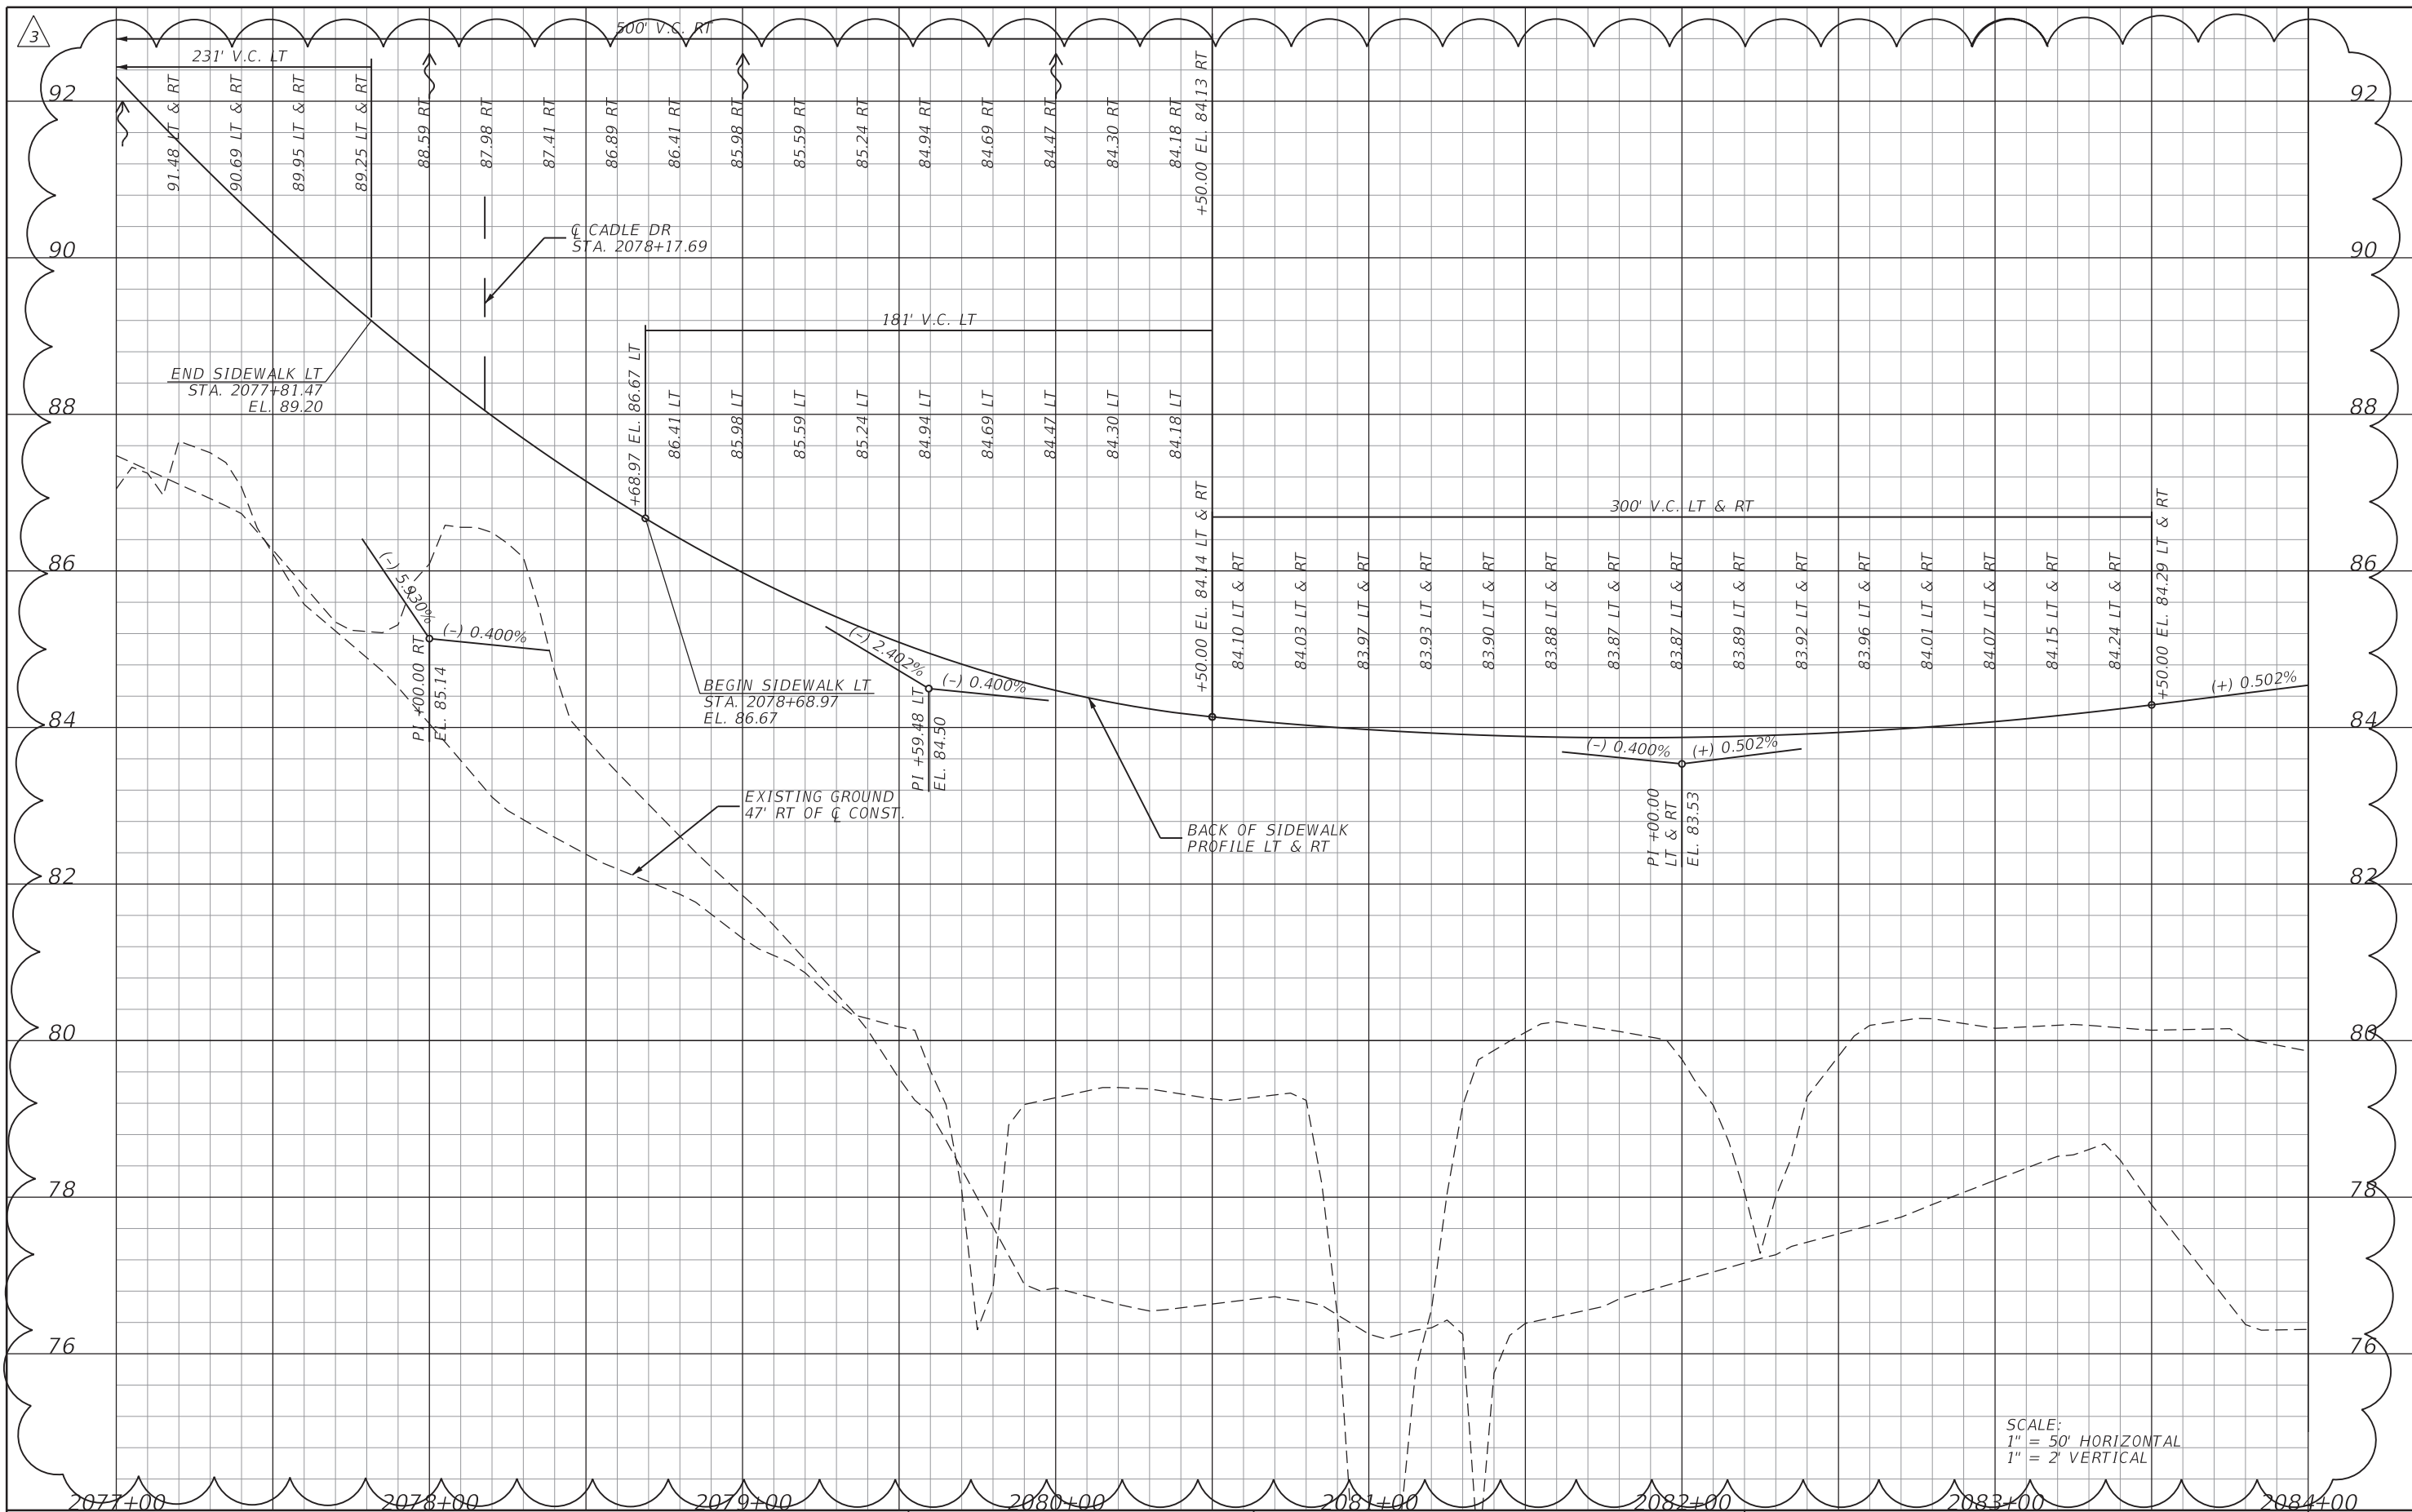 3
500' V.C. RT
231' V.C. LT
92
91.48 LT & RT
90.69 LT & RT
89.95 LT & RT
89.25 LT & RT
88.59 RT
87.98 RT
87.41 RT
86.89 RT
86.41 RT
85.98 RT
85.59 RT
85.24 RT
84.94 RT
84.69 RT
84.47 RT
84.30 RT
84.18 RT
+50.00 EL. 84.13 RT
92
90
℄ CADLE DR
STA. 2078+17.69
90
181' V.C. LT
END SIDEWALK LT
STA. 2077+81.47
EL. 89.20
88
+68.97 EL. 86.67 LT
86.41 LT
85.98 LT
85.59 LT
85.24 LT
84.94 LT
84.69 LT
84.47 LT
84.30 LT
84.18 LT
88
+50.00 EL. 84.14 LT & RT
300' V.C. LT & RT
+50.00 EL. 84.29 LT & RT
86
84.10 LT & RT
84.03 LT & RT
83.97 LT & RT
83.93 LT & RT
83.90 LT & RT
83.88 LT & RT
83.87 LT & RT
83.87 LT & RT
83.89 LT & RT
83.92 LT & RT
83.96 LT & RT
84.01 LT & RT
84.07 LT & RT
84.15 LT & RT
84.24 LT & RT
86
(-) 5.930%
(-) 0.400%
PI +00.00 RT
EL. 85.14
(-) 2.402%
(-) 0.400%
PI +59.48 LT
EL. 84.50
BEGIN SIDEWALK LT
STA. 2078+68.97
EL. 86.67
(+) 0.502%
84
84
(-) 0.400%
(+) 0.502%
PI +00.00
LT & RT
EL. 83.53
EXISTING GROUND
47' RT OF ℄ CONST.
BACK OF SIDEWALK
PROFILE LT & RT
82
82
80
80
78
78
76
76
SCALE:
1" = 50' HORIZONTAL
1" = 2' VERTICAL
2077+00
2078+00
2079+00
2080+00
2081+00
2082+00
2083+00
2084+00